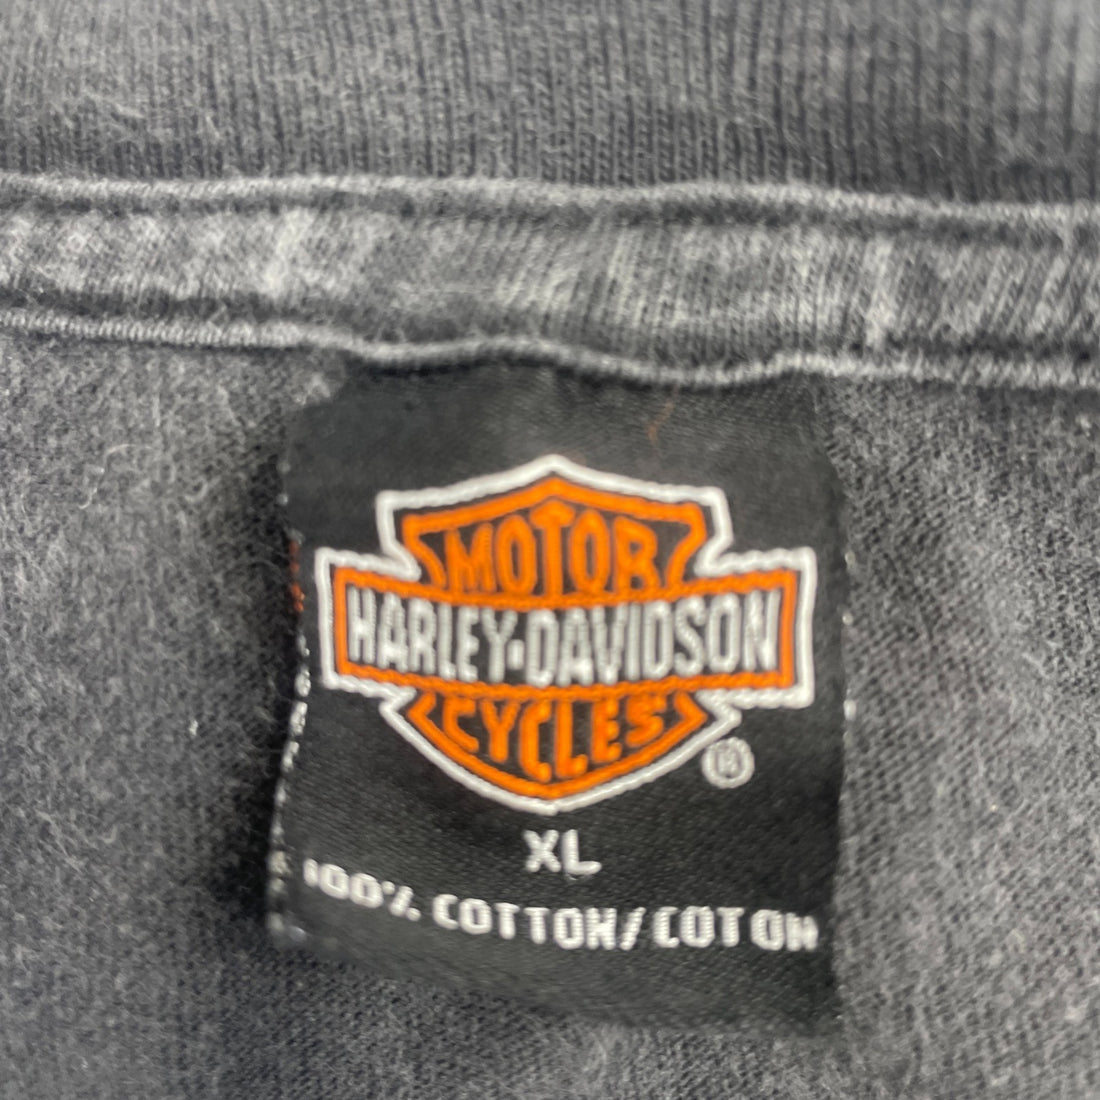 MOTOR
HARLEY-DAVIDSON
CYCLES
®
XL
100% COTTON/COTON